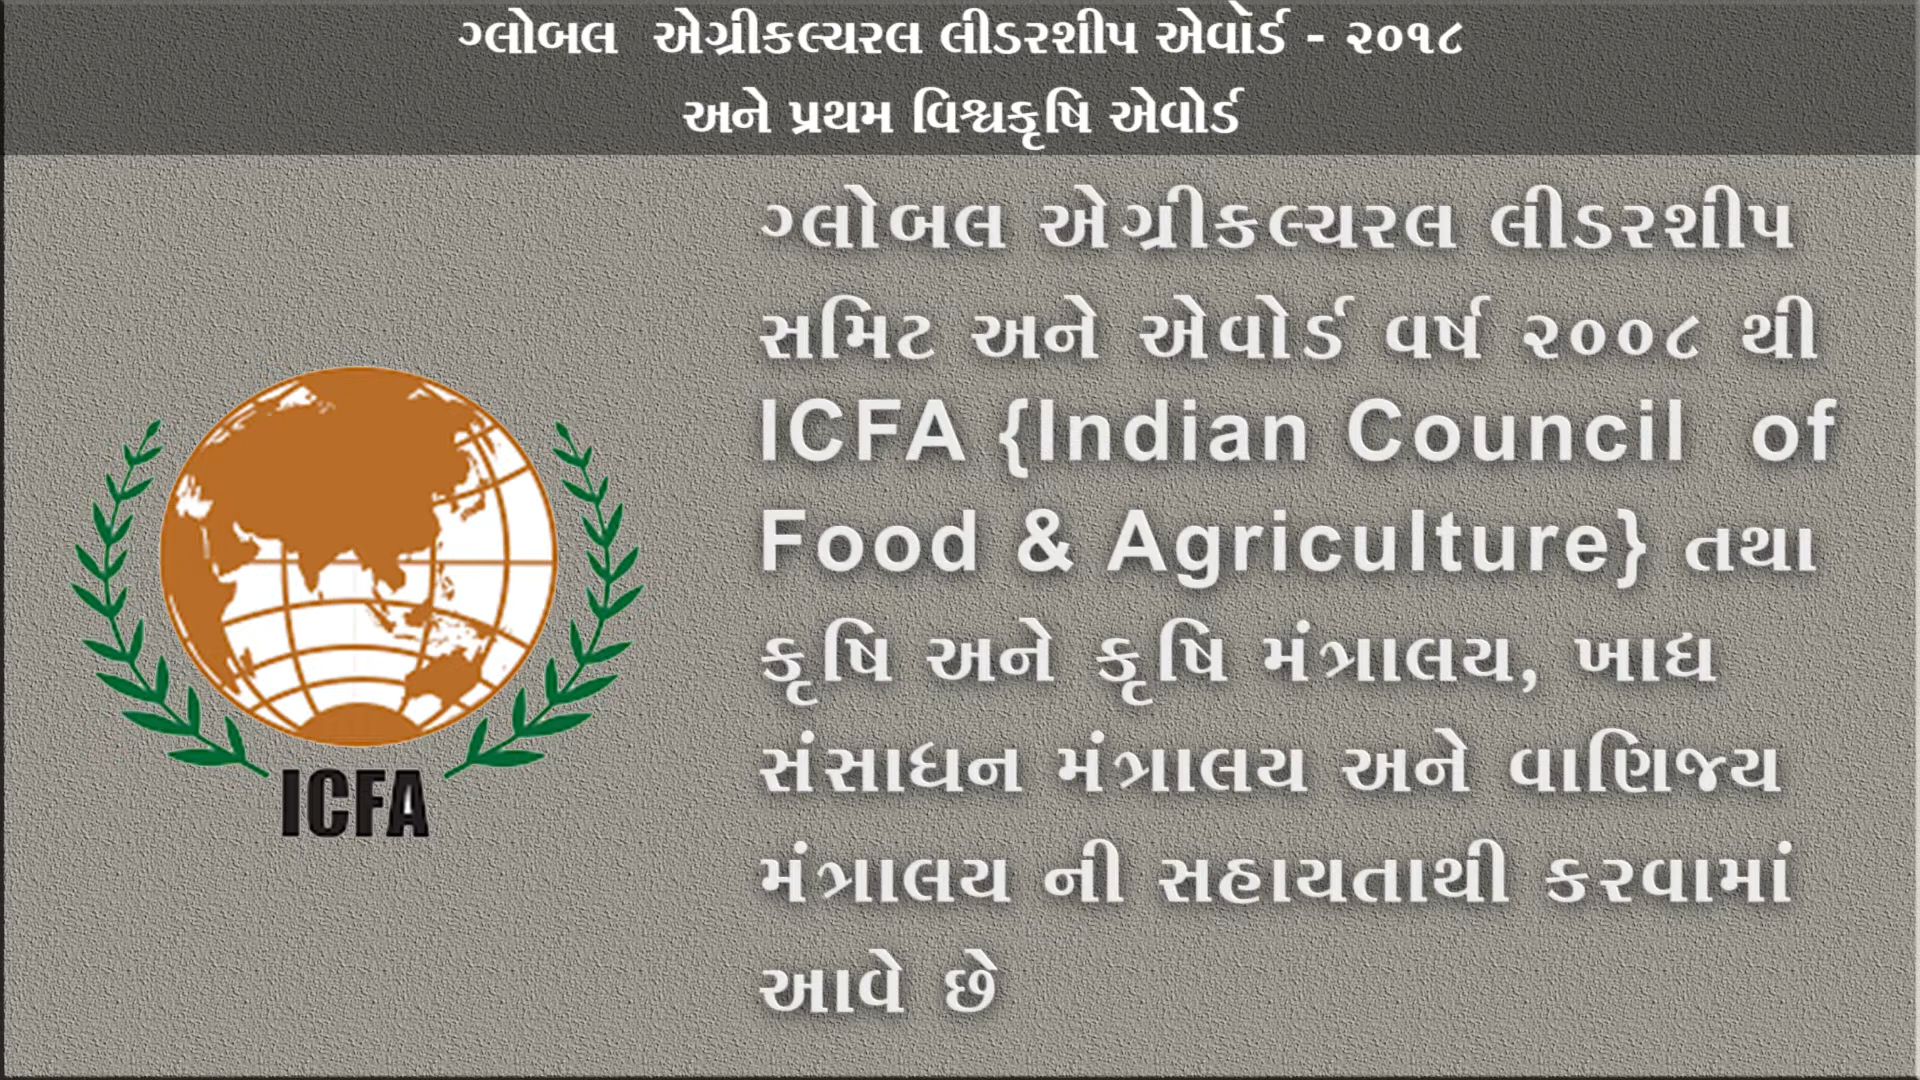 ગ્લોબલ એગ્રીકલ્ચરલ લીડરશીપ એવૉર્ડ - ૨૦૧૮
અને પ્રથમ વિશ્વકૃષિ એવોર્ડ
ગ્લોબલ એગ્રીકલ્ચરલ લીડરશીપ
સમિટ અને એવોર્ડ વર્ષ ૨૦૦૮ થી
ICFA {Indian Council of
Food & Agriculture} તથા
કૃષિ અને કૃષિ મંત્રાલય, ખાદ્ય
સંસાધન મંત્રાલય અને વાણિજ્ય
મંત્રાલય ની સહાયતાથી કરવામાં
આવે છે
ICFA